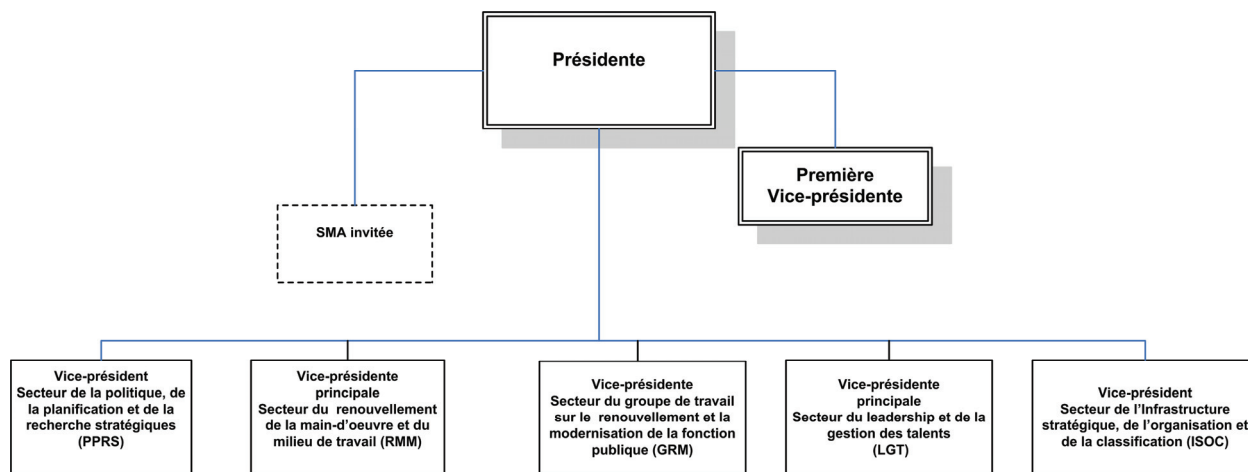 Présidente
Première
Vice-présidente
SMA invitée
Vice-président
Secteur de la politique, de
la planification et de la
recherche stratégiques
(PPRS)
Vice-présidente
principale
Secteur du renouvellement
de la main-d'oeuvre et du
milieu de travail (RMM)
Vice-présidente
Secteur du groupe de travail
sur le renouvellement et la
modernisation de la fonction
publique (GRM)
Vice-présidente
principale
Secteur du leadership et de la
gestion des talents
(LGT)
Vice-président
Secteur de l'Infrastructure
stratégique, de l'organisation et
de la classification (ISOC)